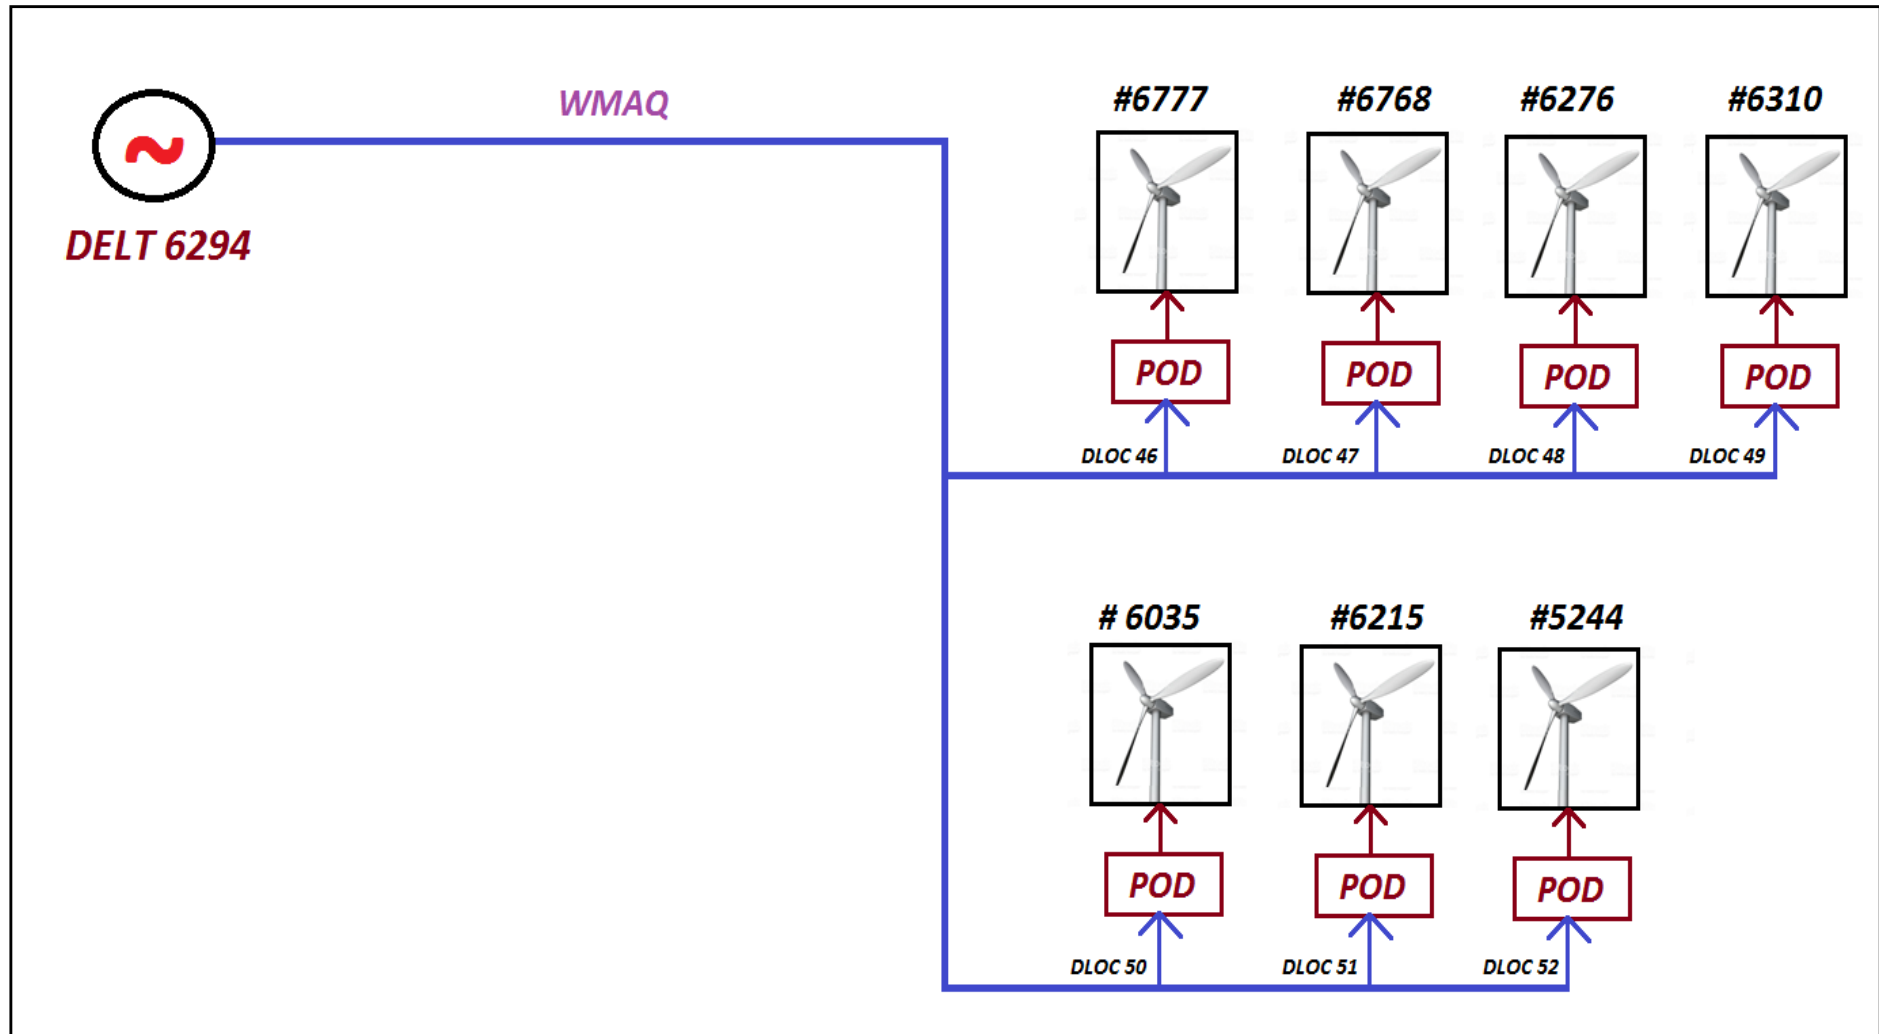 WMAQ
#6777
#6768
#6276
#6310
~
DELT 6294
POD
POD
POD
POD
DLOC 46
DLOC 47
DLOC 48
DLOC 49
# 6035
#6215
#5244
POD
POD
POD
DLOC 50
DLOC 51
DLOC 52